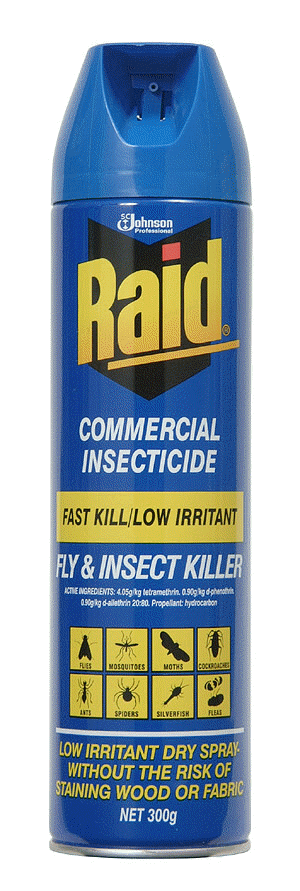 SC Johnson
Professional
Raid®
COMMERCIAL
INSECTICIDE
FAST KILL/LOW IRRITANT
FLY & INSECT KILLER
ACTIVE INGREDIENTS: 4.05g/kg tetramethrin. 0.90g/kg d-phenothrin.
0.90g/kg d-allethrin 20:80. Propellant: hydrocarbon
FLIES MOSQUITOES MOTHS COCKROACHES
ANTS SPIDERS SILVERFISH FLEAS
LOW IRRITANT DRY SPRAY-
WITHOUT THE RISK OF
STAINING WOOD OR FABRIC
NET 300g